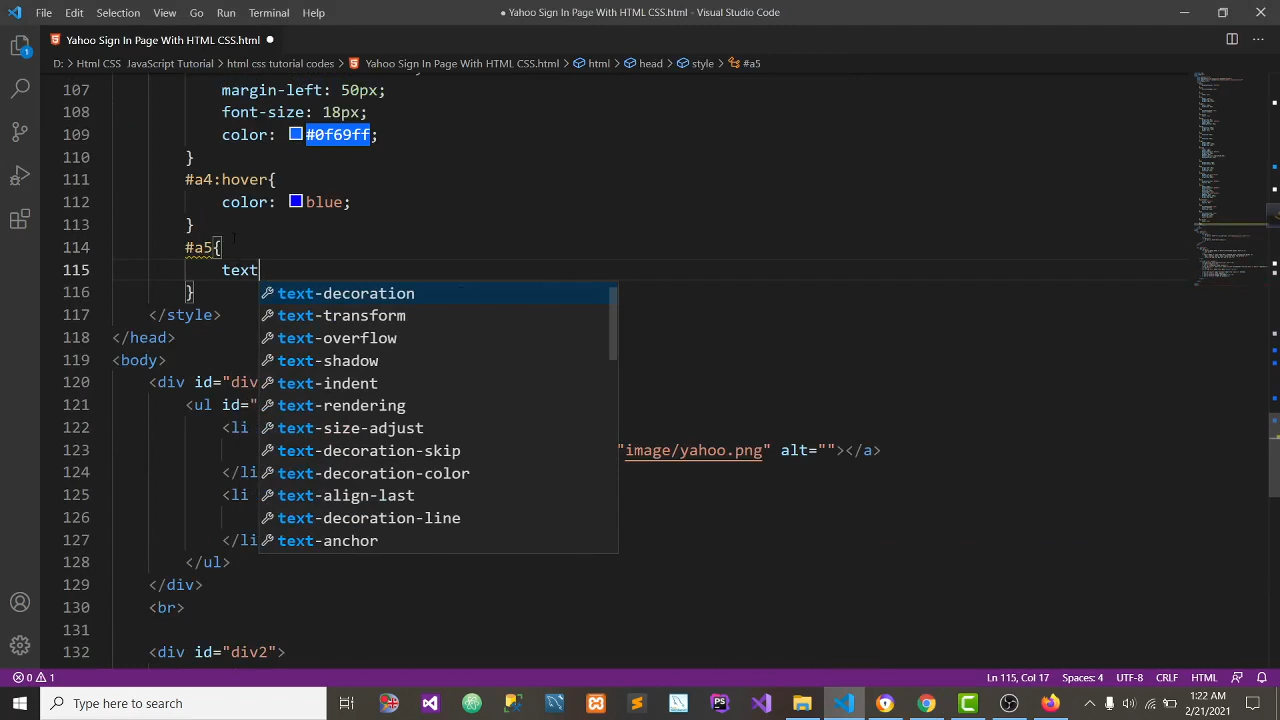 File Edit Selection View Go Run Terminal Help
● Yahoo Sign In Page With HTML CSS.html - Visual Studio Code
Yahoo Sign In Page With HTML CSS.html ●
D: > Html CSS JavaScript Tutorial > html css tutorial codes > Yahoo Sign In Page With HTML CSS.html > html > head > style > #a5
107 margin-left: 50px;
108 font-size: 18px;
109 color: #0f69ff;
110 }
111 #a4:hover{
112 color: blue;
113 }
114 #a5{
115 text
116 }
text-decoration
117 </style>
text-transform
118 </head>
text-overflow
119 <body>
text-shadow
120 <div id="div
text-indent
121 <ul id="
text-rendering
122 <li
text-size-adjust
123 "image/yahoo.png" alt=""></a>
text-decoration-skip
124 </li
text-decoration-color
125 <li
text-align-last
126
text-decoration-line
127 </li
text-anchor
128 </ul>
129 </div>
130 <br>
131
132 <div id="div2">
0 1
Ln 115, Col 17 Spaces: 4 UTF-8 CRLF HTML
Type here to search
1:22 AM
2/21/2021